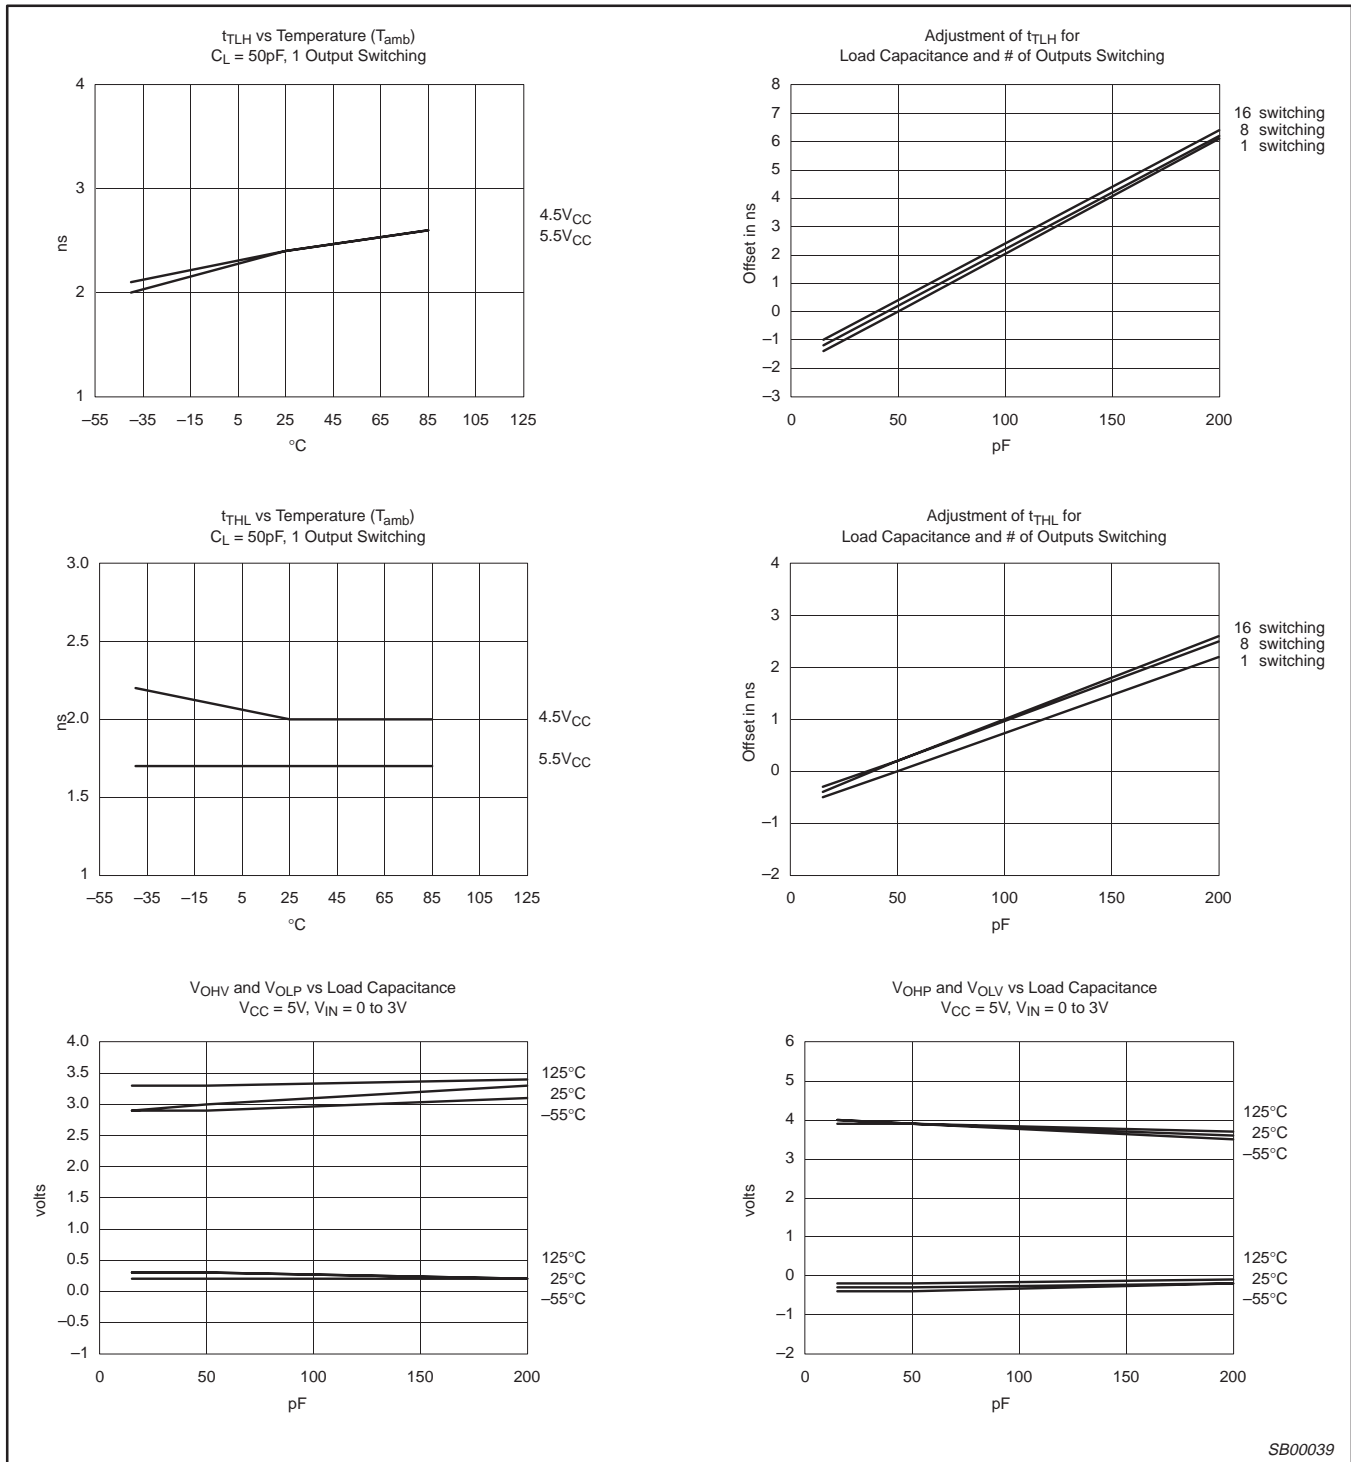 tTLH vs Temperature (Tamb)
CL = 50pF, 1 Output Switching
4
3
2
1
ns
–55 –35 –15 5 25 45 65 85 105 125
°C
4.5VCC
5.5VCC
Adjustment of tTLH for
Load Capacitance and # of Outputs Switching
8
7
6
5
4
3
2
1
0
–1
–2
–3
Offset in ns
0 50 100 150 200
pF
16 switching
8 switching
1 switching
tTHL vs Temperature (Tamb)
CL = 50pF, 1 Output Switching
3.0
2.5
2.0
1.5
1
ns
–55 –35 –15 5 25 45 65 85 105 125
°C
4.5VCC
5.5VCC
Adjustment of tTHL for
Load Capacitance and # of Outputs Switching
4
3
2
1
0
–1
–2
Offset in ns
0 50 100 150 200
pF
16 switching
8 switching
1 switching
VOHV and VOLP vs Load Capacitance
VCC = 5V, VIN = 0 to 3V
4.0
3.5
3.0
2.5
2.0
1.5
1.0
0.5
0.0
–0.5
–1
volts
0 50 100 150 200
pF
125°C
25°C
–55°C
125°C
25°C
–55°C
VOHP and VOLV vs Load Capacitance
VCC = 5V, VIN = 0 to 3V
6
5
4
3
2
1
0
–1
–2
volts
0 50 100 150 200
pF
125°C
25°C
–55°C
125°C
25°C
–55°C
SB00039